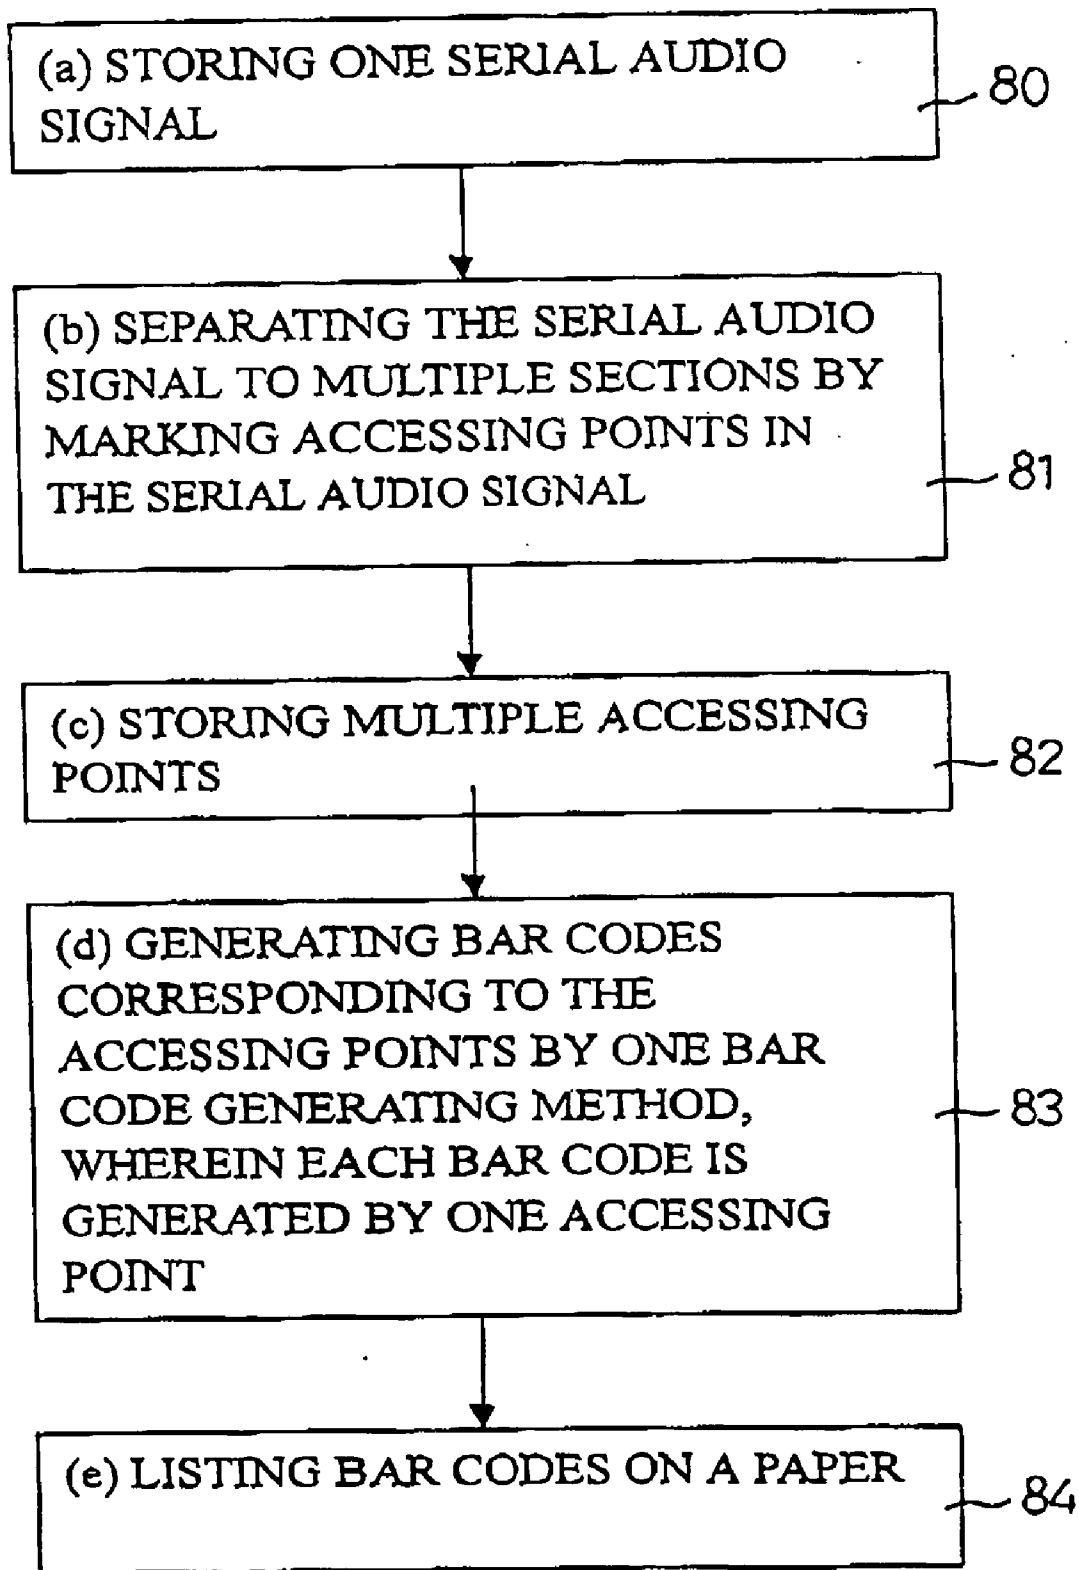 (a) STORING ONE SERIAL AUDIO
SIGNAL
80
(b) SEPARATING THE SERIAL AUDIO
SIGNAL TO MULTIPLE SECTIONS BY
MARKING ACCESSING POINTS IN
THE SERIAL AUDIO SIGNAL
81
(c) STORING MULTIPLE ACCESSING
POINTS
82
(d) GENERATING BAR CODES
CORRESPONDING TO THE
ACCESSING POINTS BY ONE BAR
CODE GENERATING METHOD,
WHEREIN EACH BAR CODE IS
GENERATED BY ONE ACCESSING
POINT
83
(e) LISTING BAR CODES ON A PAPER
84